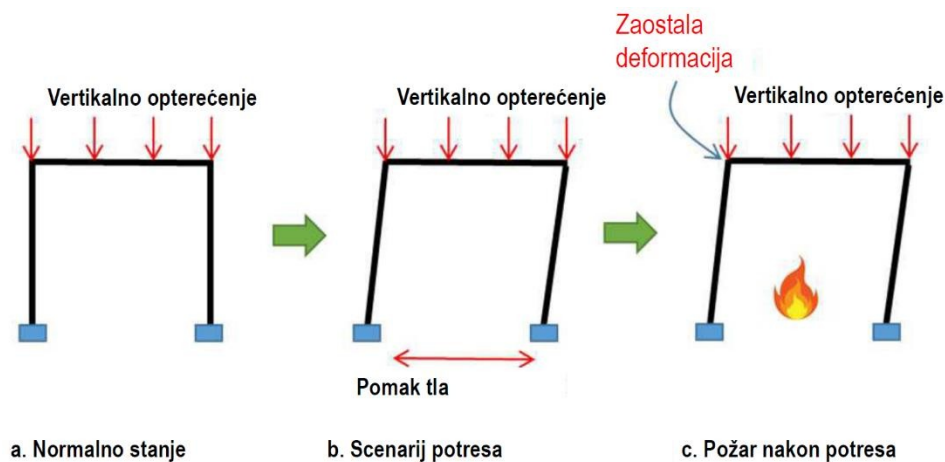 Zaostala
deformacija
Vertikalno opterećenje
Vertikalno opterećenje
Vertikalno opterećenje
Pomak tla
a. Normalno stanje
b. Scenarij potresa
c. Požar nakon potresa